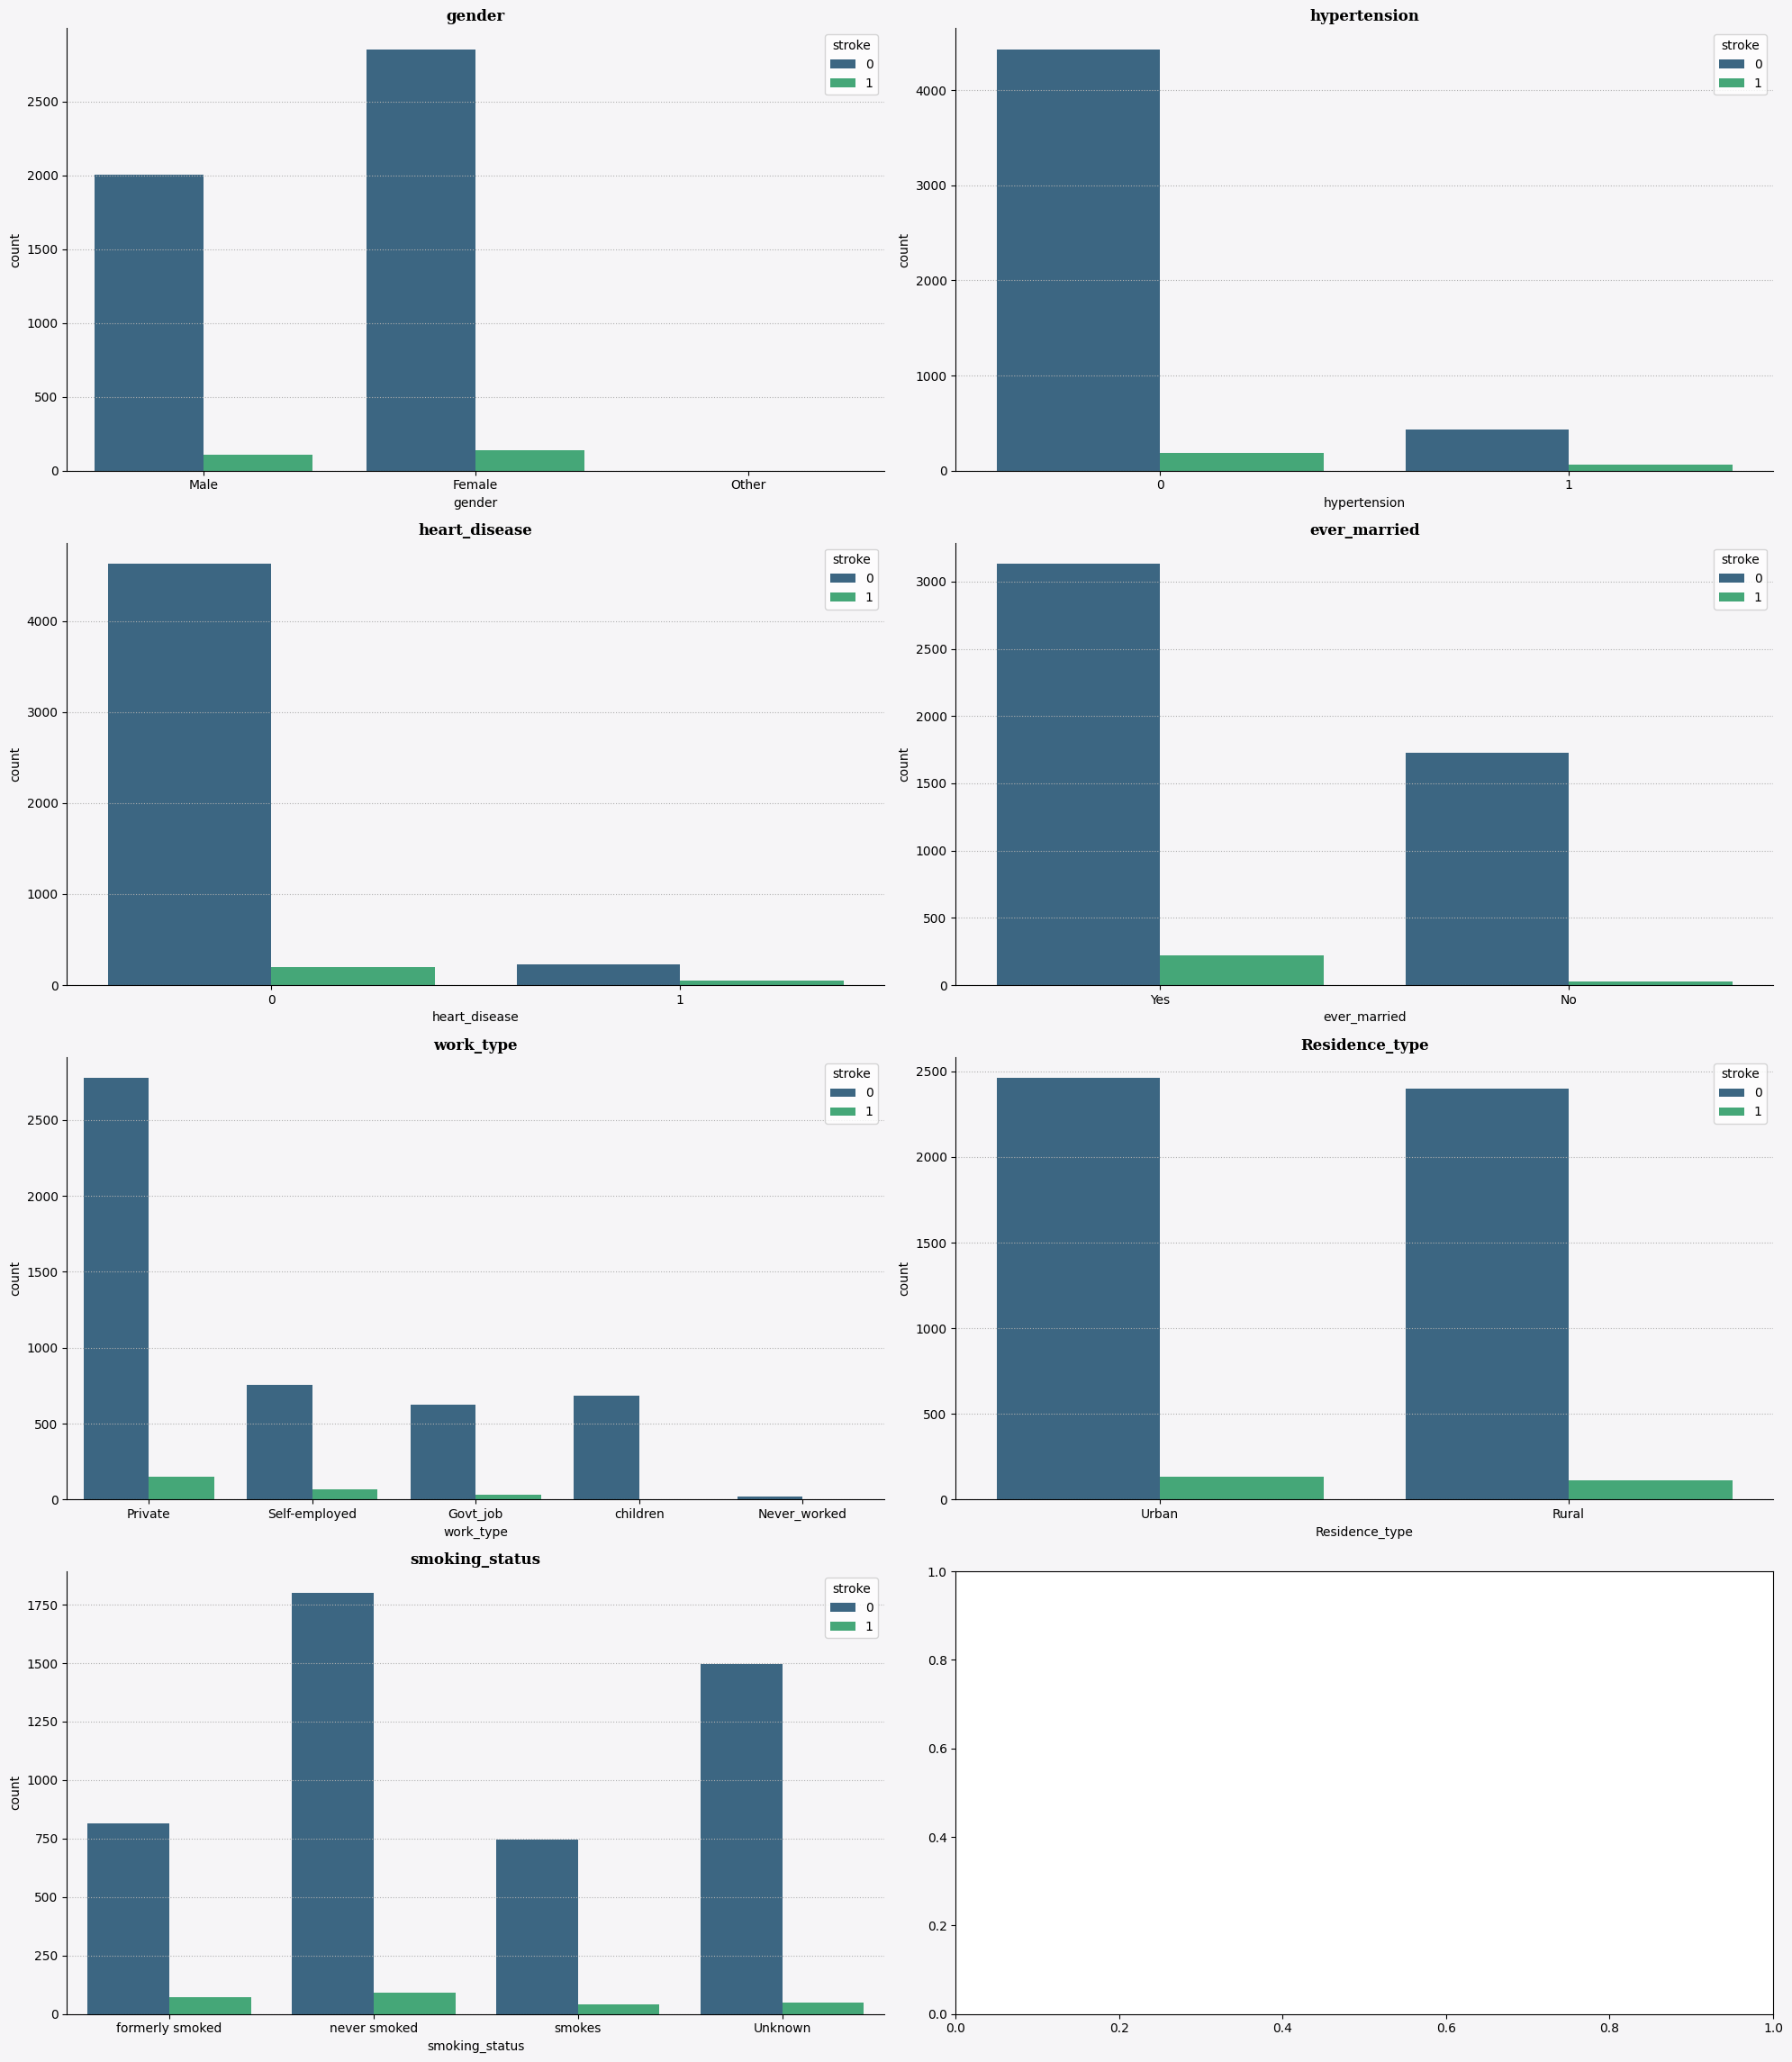 gender
stroke
0
1
2500
2000
1500
1000
500
0
count
Male Female Other
gender
hypertension
stroke
0
1
4000
3000
2000
1000
0
count
0 1
hypertension
heart_disease
stroke
0
1
4000
3000
2000
1000
0
count
0 1
heart_disease
ever_married
stroke
0
1
3000
2500
2000
1500
1000
500
0
count
Yes No
ever_married
work_type
stroke
0
1
2500
2000
1500
1000
500
0
count
Private Self-employed Govt_job children Never_worked
work_type
Residence_type
stroke
0
1
2500
2000
1500
1000
500
0
count
Urban Rural
Residence_type
smoking_status
stroke
0
1
1750
1500
1250
1000
750
500
250
0
count
formerly smoked never smoked smokes Unknown
smoking_status
1.0
0.8
0.6
0.4
0.2
0.0
0.0 0.2 0.4 0.6 0.8 1.0